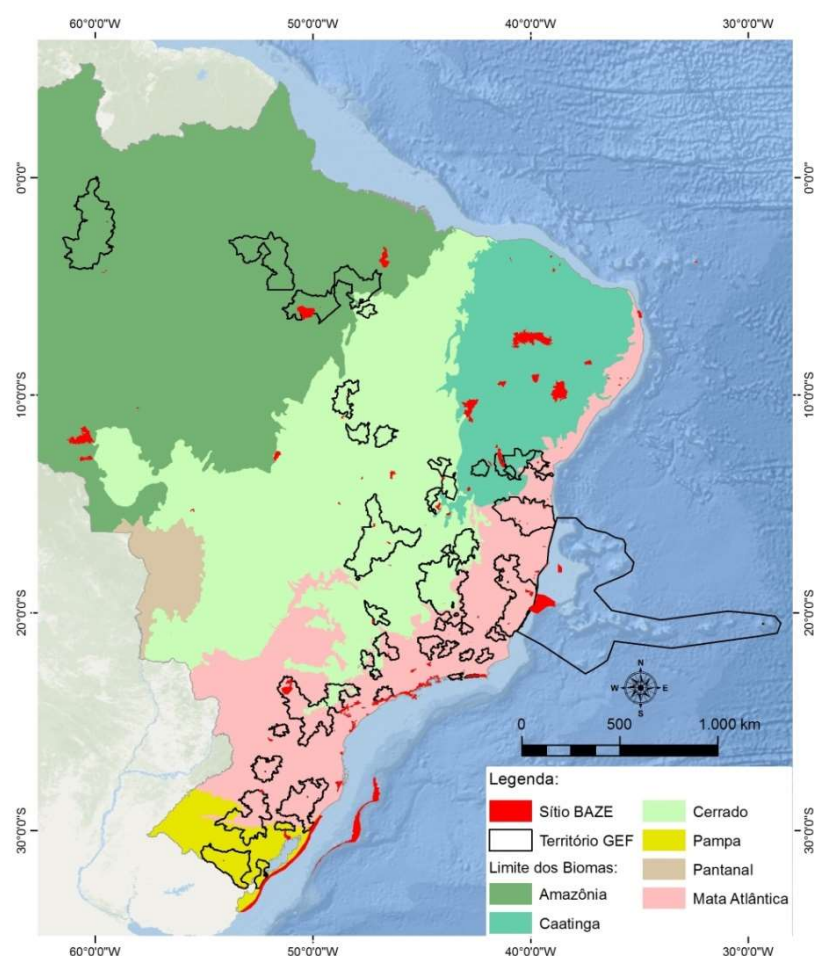 60°0'0"W 50°0'0"W 40°0'0"W 30°0'0"W
0°0'0" 0°0'0"
10°0'0"S 10°0'0"S
20°0'0"S 20°0'0"S
N
W E
S
0 500 1.000 km
Legenda:
Sítio BAZE Cerrado
30°0'0"S 30°0'0"S
Território GEF Pampa
Limite dos Biomas: Pantanal
Amazônia Mata Atlântica
Caatinga
60°0'0"W 50°0'0"W 40°0'0"W 30°0'0"W